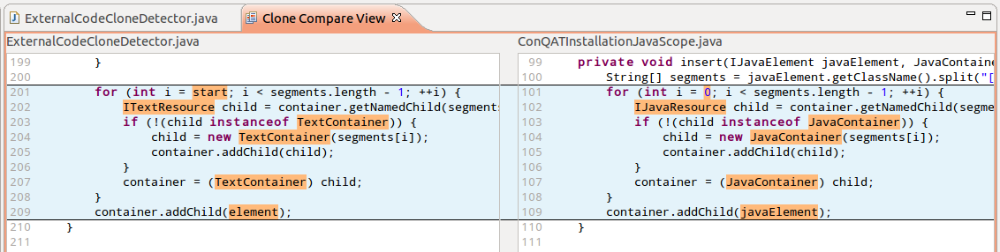 ExternalCodeCloneDetector.java Clone Compare View
ExternalCodeCloneDetector.java
199 }
200
201 for (int i = start; i < segments.length - 1; ++i) {
202 ITextResource child = container.getNamedChild(segments
203 if (!(child instanceof TextContainer)) {
204 child = new TextContainer(segments[i]);
205 container.addChild(child);
206 }
207 container = (TextContainer) child;
208 }
209 container.addChild(element);
210 }
211
ConQATInstallationJavaScope.java
99 private void insert(IJavaElement javaElement, JavaContaine
100 String[] segments = javaElement.getClassName().split("[
101 for (int i = 0; i < segments.length - 1; ++i) {
102 IJavaResource child = container.getNamedChild(segme
103 if (!(child instanceof JavaContainer)) {
104 child = new JavaContainer(segments[i]);
105 container.addChild(child);
106 }
107 container = (JavaContainer) child;
108 }
109 container.addChild(javaElement);
110 }
111